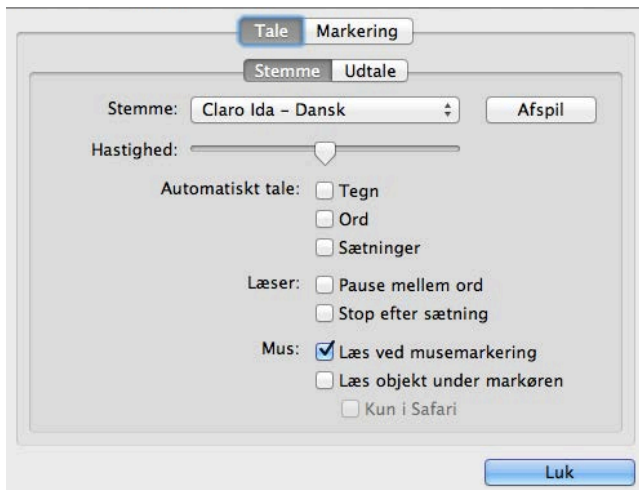 Tale Markering
Stemme Udtale
Stemme: Claro Ida – Dansk Afspil
Hastighed:
Automatiskt tale: Tegn
Ord
Sætninger
Læser: Pause mellem ord
Stop efter sætning
Mus: Læs ved musemarkering
Læs objekt under markøren
Kun i Safari
Luk